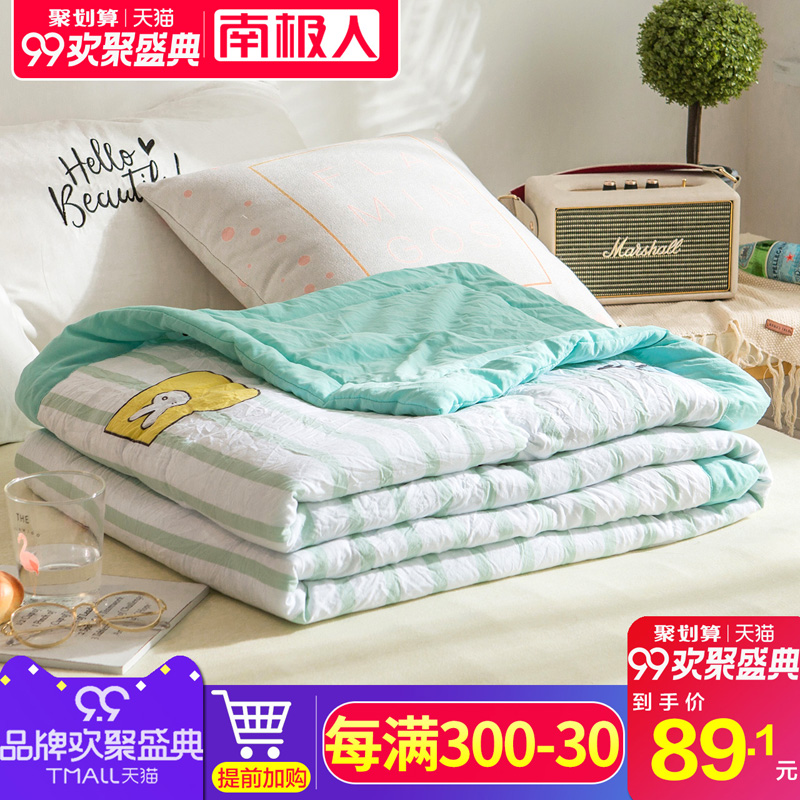 聚划算 | 天猫
99欢聚盛典
南极人
Hello
Beautiful
Marshall
THE
聚划算 | 天猫
99欢聚盛典
到手价
89.1元
9.9
品牌欢聚盛典
TMALL天猫
提前加购
每满300-30